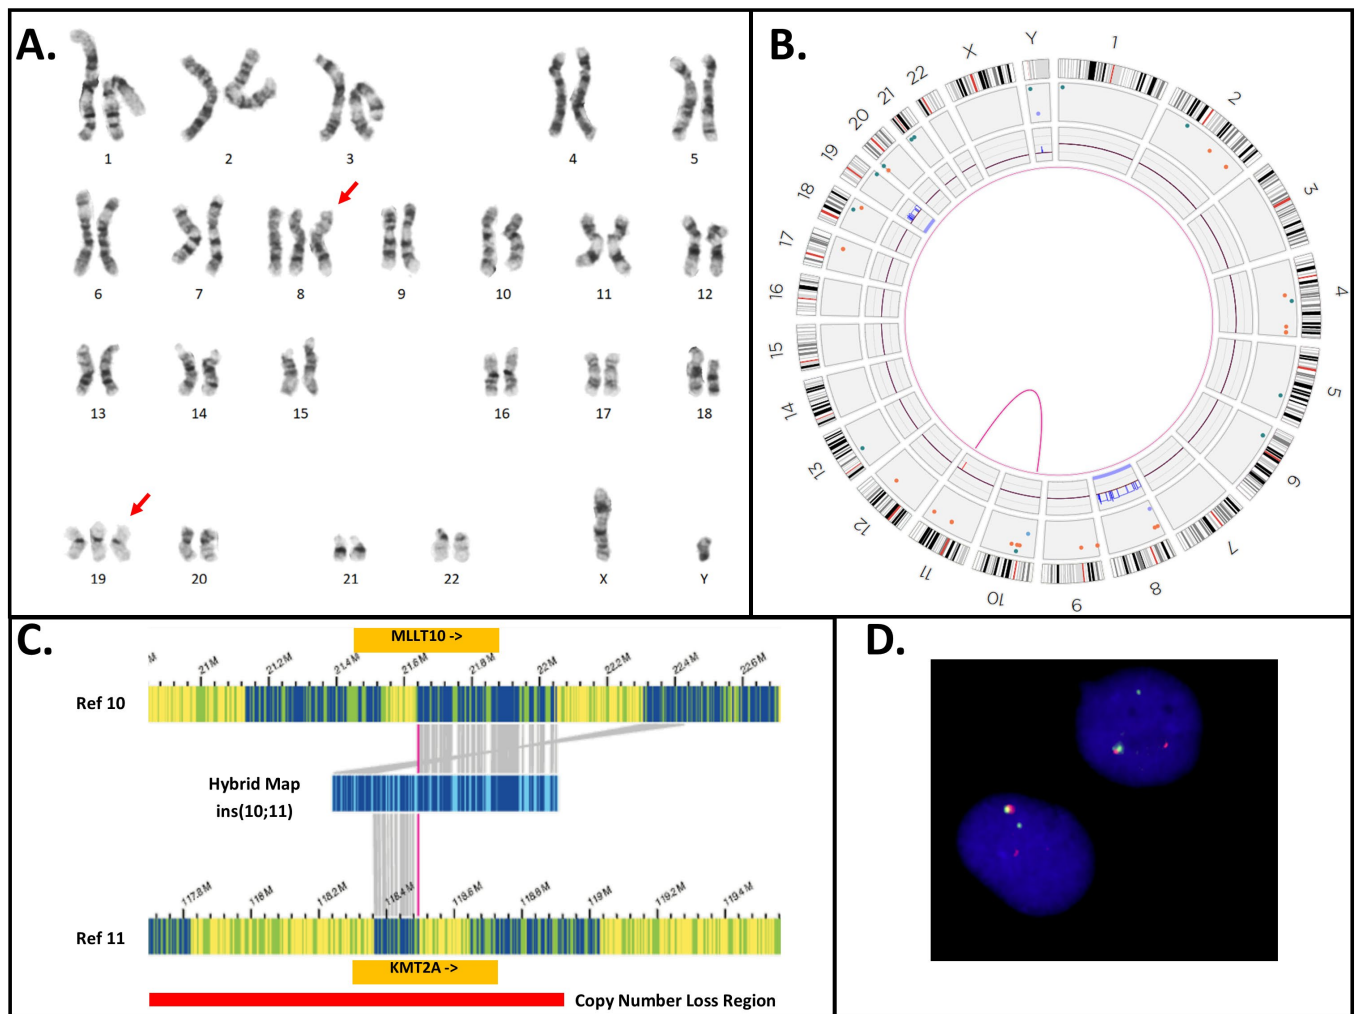 A.
1 2 3 4 5
6 7 8 9 10 11 12
13 14 15 16 17 18
19 20 21 22 X Y
B.
1
2
3
4
5
6
7
8
9
10
11
12
13
14
15
16
17
18
19
20
21
22
X
Y
C.
MLLT10 ->
M 21M 21.2M 21.4M 21.6M 21.8M 22M 22.2M 22.4M 22.6M
Ref 10
Hybrid Map
ins(10;11)
117.8M 118M 118.2M 118.4M 118.6M 118.8M 119M 119.2M 119.4M
Ref 11
KMT2A ->
Copy Number Loss Region
D.